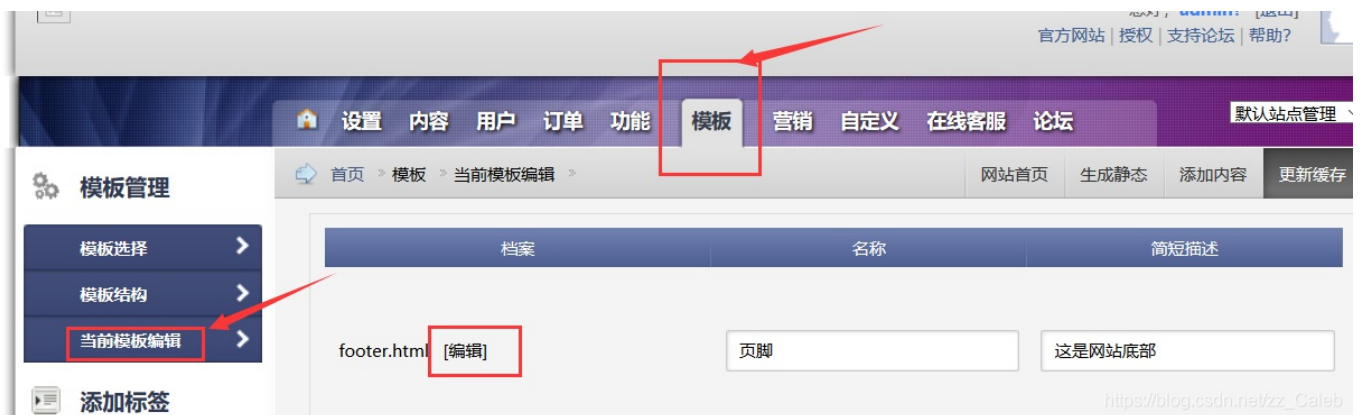 您好, admin! [退出]
官方网站 | 授权 | 支持论坛 | 帮助?
设置 内容 用户 订单 功能 模板 营销 自定义 在线客服 论坛
默认站点管理
首页 » 模板 » 当前模板编辑 »
网站首页 生成静态 添加内容 更新缓存
模板管理
模板选择
模板结构
当前模板编辑
添加标签
档案 名称 简短描述
footer.html [编辑] 页脚 这是网站底部
https://blog.csdn.net/zz_Caleb